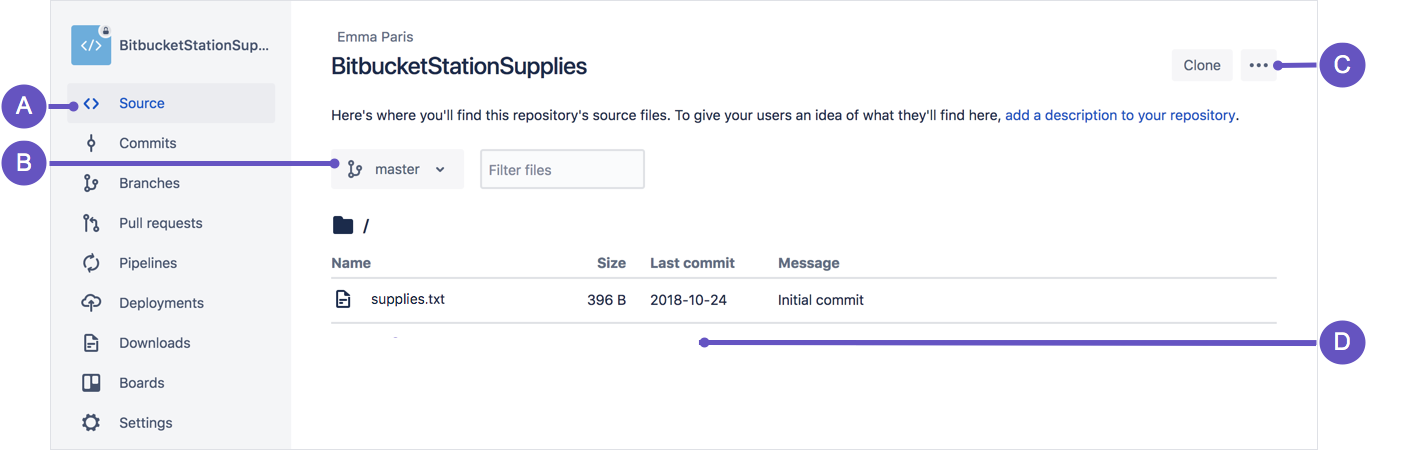 BitbucketStationSup...
Source
Commits
Branches
Pull requests
Pipelines
Deployments
Downloads
Boards
Settings
Emma Paris
BitbucketStationSupplies
Clone
Here's where you'll find this repository's source files. To give your users an idea of what they'll find here, add a description to your repository.
master
Filter files
/
Name Size Last commit Message
supplies.txt 396 B 2018-10-24 Initial commit
A
B
C
D